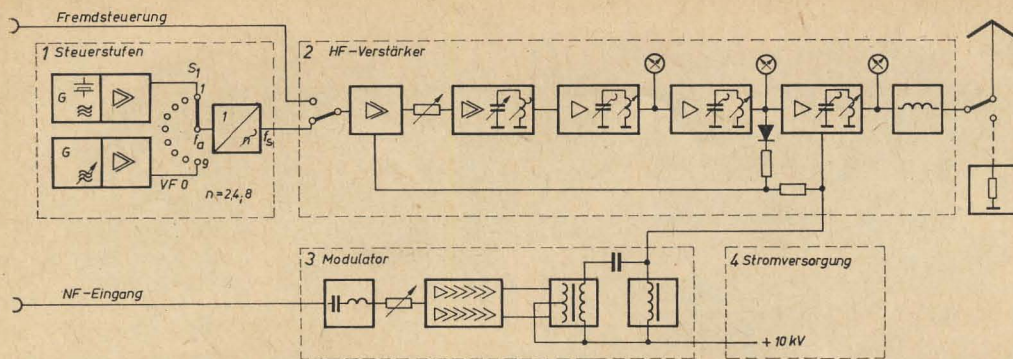 Fremdsteuerung
1 Steuerstufen
G
S1
1
G
fa
9
VFO
1
n
fs
n=2,4,8
2 HF-Verstärker
3 Modulator
NF-Eingang
4 Stromversorgung
+ 10 kV